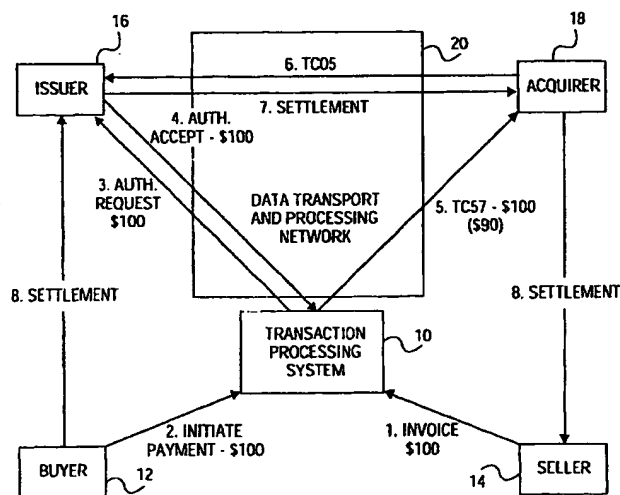 16
20
18
ISSUER
6. TC05
ACQUIRER
7. SETTLEMENT
4. AUTH.
ACCEPT - $100
3. AUTH.
REQUEST
$100
DATA TRANSPORT
AND PROCESSING
NETWORK
5. TC57 - $100
($90)
8. SETTLEMENT
8. SETTLEMENT
TRANSACTION
PROCESSING
SYSTEM
10
2. INITIATE
PAYMENT - $100
1. INVOICE
$100
BUYER
12
14
SELLER